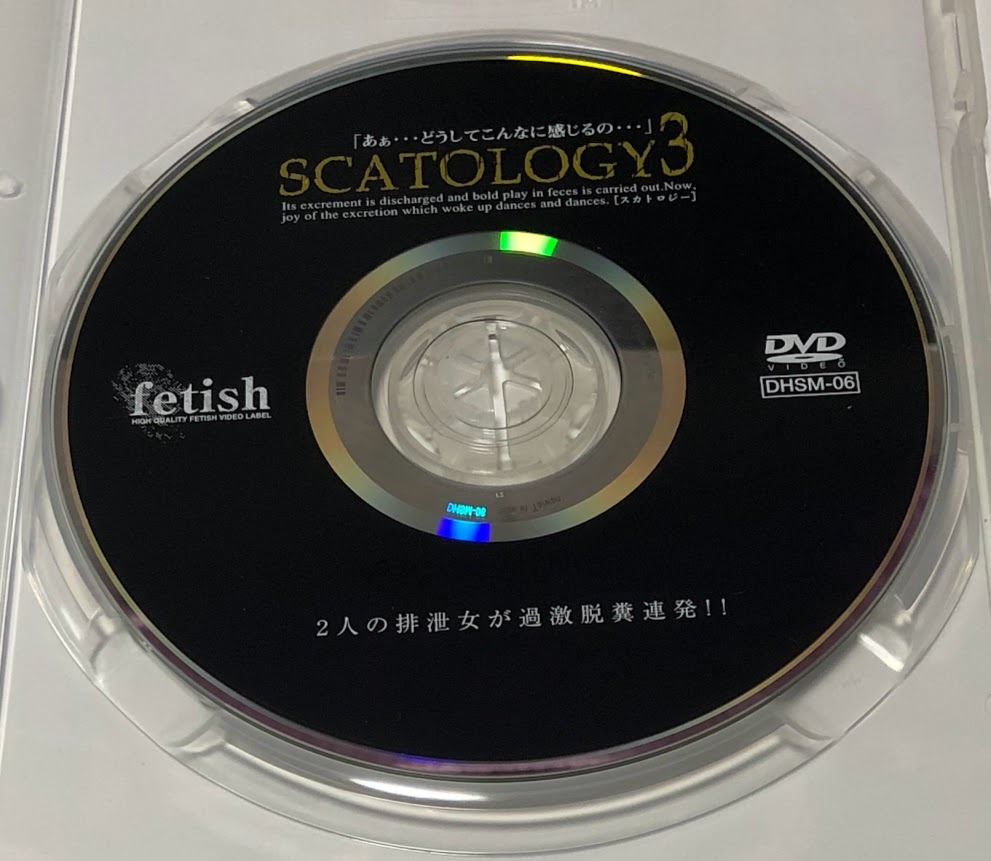 「あぁ・・・どうしてこんなに感じるの・・・」
SCATOLOGY3
Its excrement is discharged and bold play in feces is carried out.Now,
joy of the excretion which woke up dances and dances. [スカトロジー]
fetish
HIGH QUALITY FETISH VIDEO LABEL
DVD
VIDEO
DHSM-06
2人の排泄女が過激脱糞連発!!